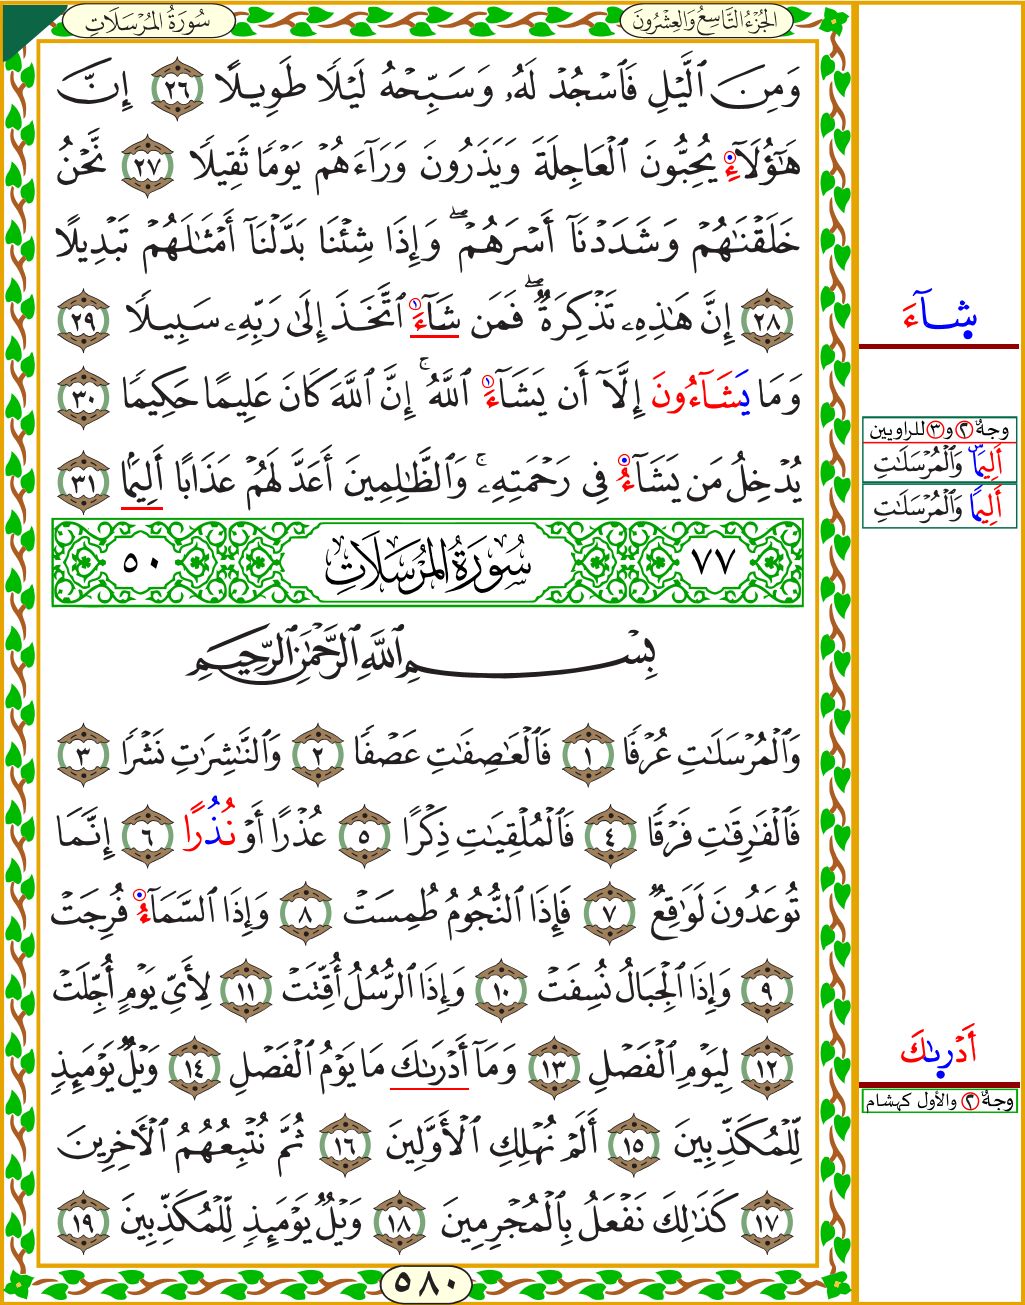 سُورَةُ المُرْسَلَات
الجُزْءُ التَّاسِعُ وَالعِشْرُونَ
وَمِنَ ٱلَّيْلِ فَٱسْجُدْ لَهُۥ وَسَبِّحْهُ لَيْلًا طَوِيلًا ٢٦ إِنَّ
هَٰٓؤُلَآءِ يُحِبُّونَ ٱلْعَاجِلَةَ وَيَذَرُونَ وَرَآءَهُمْ يَوْمًا ثَقِيلًا ٢٧ نَّحْنُ
خَلَقْنَٰهُمْ وَشَدَدْنَآ أَسْرَهُمْ ۖ وَإِذَا شِئْنَا بَدَّلْنَآ أَمْثَٰلَهُمْ تَبْدِيلًا
٢٨ إِنَّ هَٰذِهِۦ تَذْكِرَةٌ ۖ فَمَن شَآءَ ٱتَّخَذَ إِلَىٰ رَبِّهِۦ سَبِيلًا ٢٩
وَمَا يَشَآءُونَ إِلَّآ أَن يَشَآءَ ٱللَّهُ ۚ إِنَّ ٱللَّهَ كَانَ عَلِيمًا حَكِيمًا ٣٠
يُدْخِلُ مَن يَشَآءُ فِى رَحْمَتِهِۦ ۚ وَٱلظَّٰلِمِينَ أَعَدَّ لَهُمْ عَذَابًا أَلِيمًۢا ٣١
٧٧ سُورَةُ المُرْسَلَاتِ ٥٠
بِسْمِ ٱللَّهِ ٱلرَّحْمَٰنِ ٱلرَّحِيمِ
وَٱلْمُرْسَلَٰتِ عُرْفًا ١ فَٱلْعَٰصِفَٰتِ عَصْفًا ٢ وَٱلنَّٰشِرَٰتِ نَشْرًا ٣
فَٱلْفَٰرِقَٰتِ فَرْقًا ٤ فَٱلْمُلْقِيَٰتِ ذِكْرًا ٥ عُذْرًا أَوْ نُذُرًا ٦ إِنَّمَا
تُوعَدُونَ لَوَٰقِعٌ ٧ فَإِذَا ٱلنُّجُومُ طُمِسَتْ ٨ وَإِذَا ٱلسَّمَآءُ فُرِجَتْ
٩ وَإِذَا ٱلْجِبَالُ نُسِفَتْ ١٠ وَإِذَا ٱلرُّسُلُ أُقِّتَتْ ١١ لِأَىِّ يَوْمٍ أُجِّلَتْ
١٢ لِيَوْمِ ٱلْفَصْلِ ١٣ وَمَآ أَدْرَىٰكَ مَا يَوْمُ ٱلْفَصْلِ ١٤ وَيْلٌ يَوْمَئِذٍ
لِّلْمُكَذِّبِينَ ١٥ أَلَمْ نُهْلِكِ ٱلْأَوَّلِينَ ١٦ ثُمَّ نُتْبِعُهُمُ ٱلْأَخِرِينَ
١٧ كَذَٰلِكَ نَفْعَلُ بِٱلْمُجْرِمِينَ ١٨ وَيْلٌ يَوْمَئِذٍ لِّلْمُكَذِّبِينَ ١٩
٥٨٠
شَآءَ
وجهٌ ٢ و٣ للراويين
أَلِيمًا وَٱلْمُرْسَلَٰتِ
أَلِيمًا وَٱلْمُرْسَلَٰتِ
أَدْرَىٰكَ
وجهٌ ٢ والأول كهشام